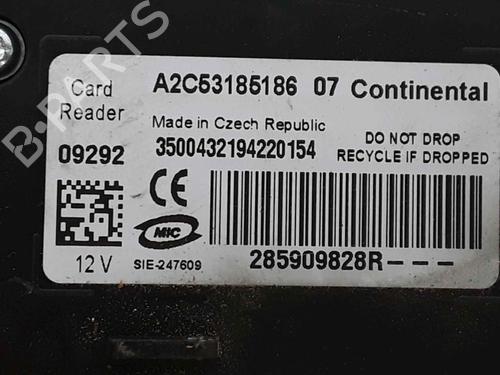 Card Reader
A2C53185186 07 Continental
Made in Czech Republic
09292
3500432194220154
DO NOT DROP
RECYCLE IF DROPPED
CE
MIC
12 V
SIE-247609
285909828R---
B-PARTS